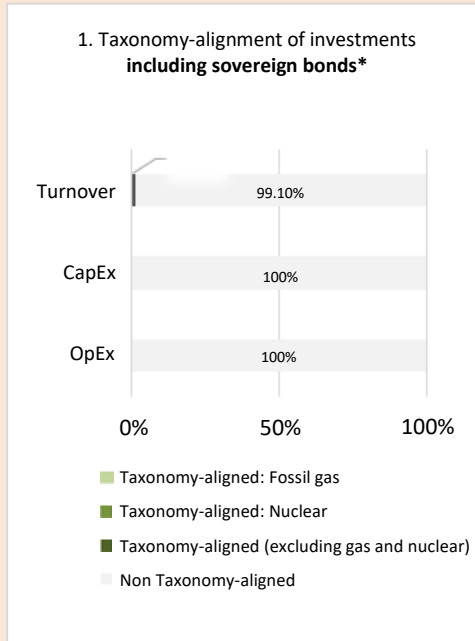 1. Taxonomy-alignment of investments
including sovereign bonds*
Turnover
99.10%
CapEx
100%
OpEx
100%
0% 50% 100%
Taxonomy-aligned: Fossil gas
Taxonomy-aligned: Nuclear
Taxonomy-aligned (excluding gas and nuclear)
Non Taxonomy-aligned